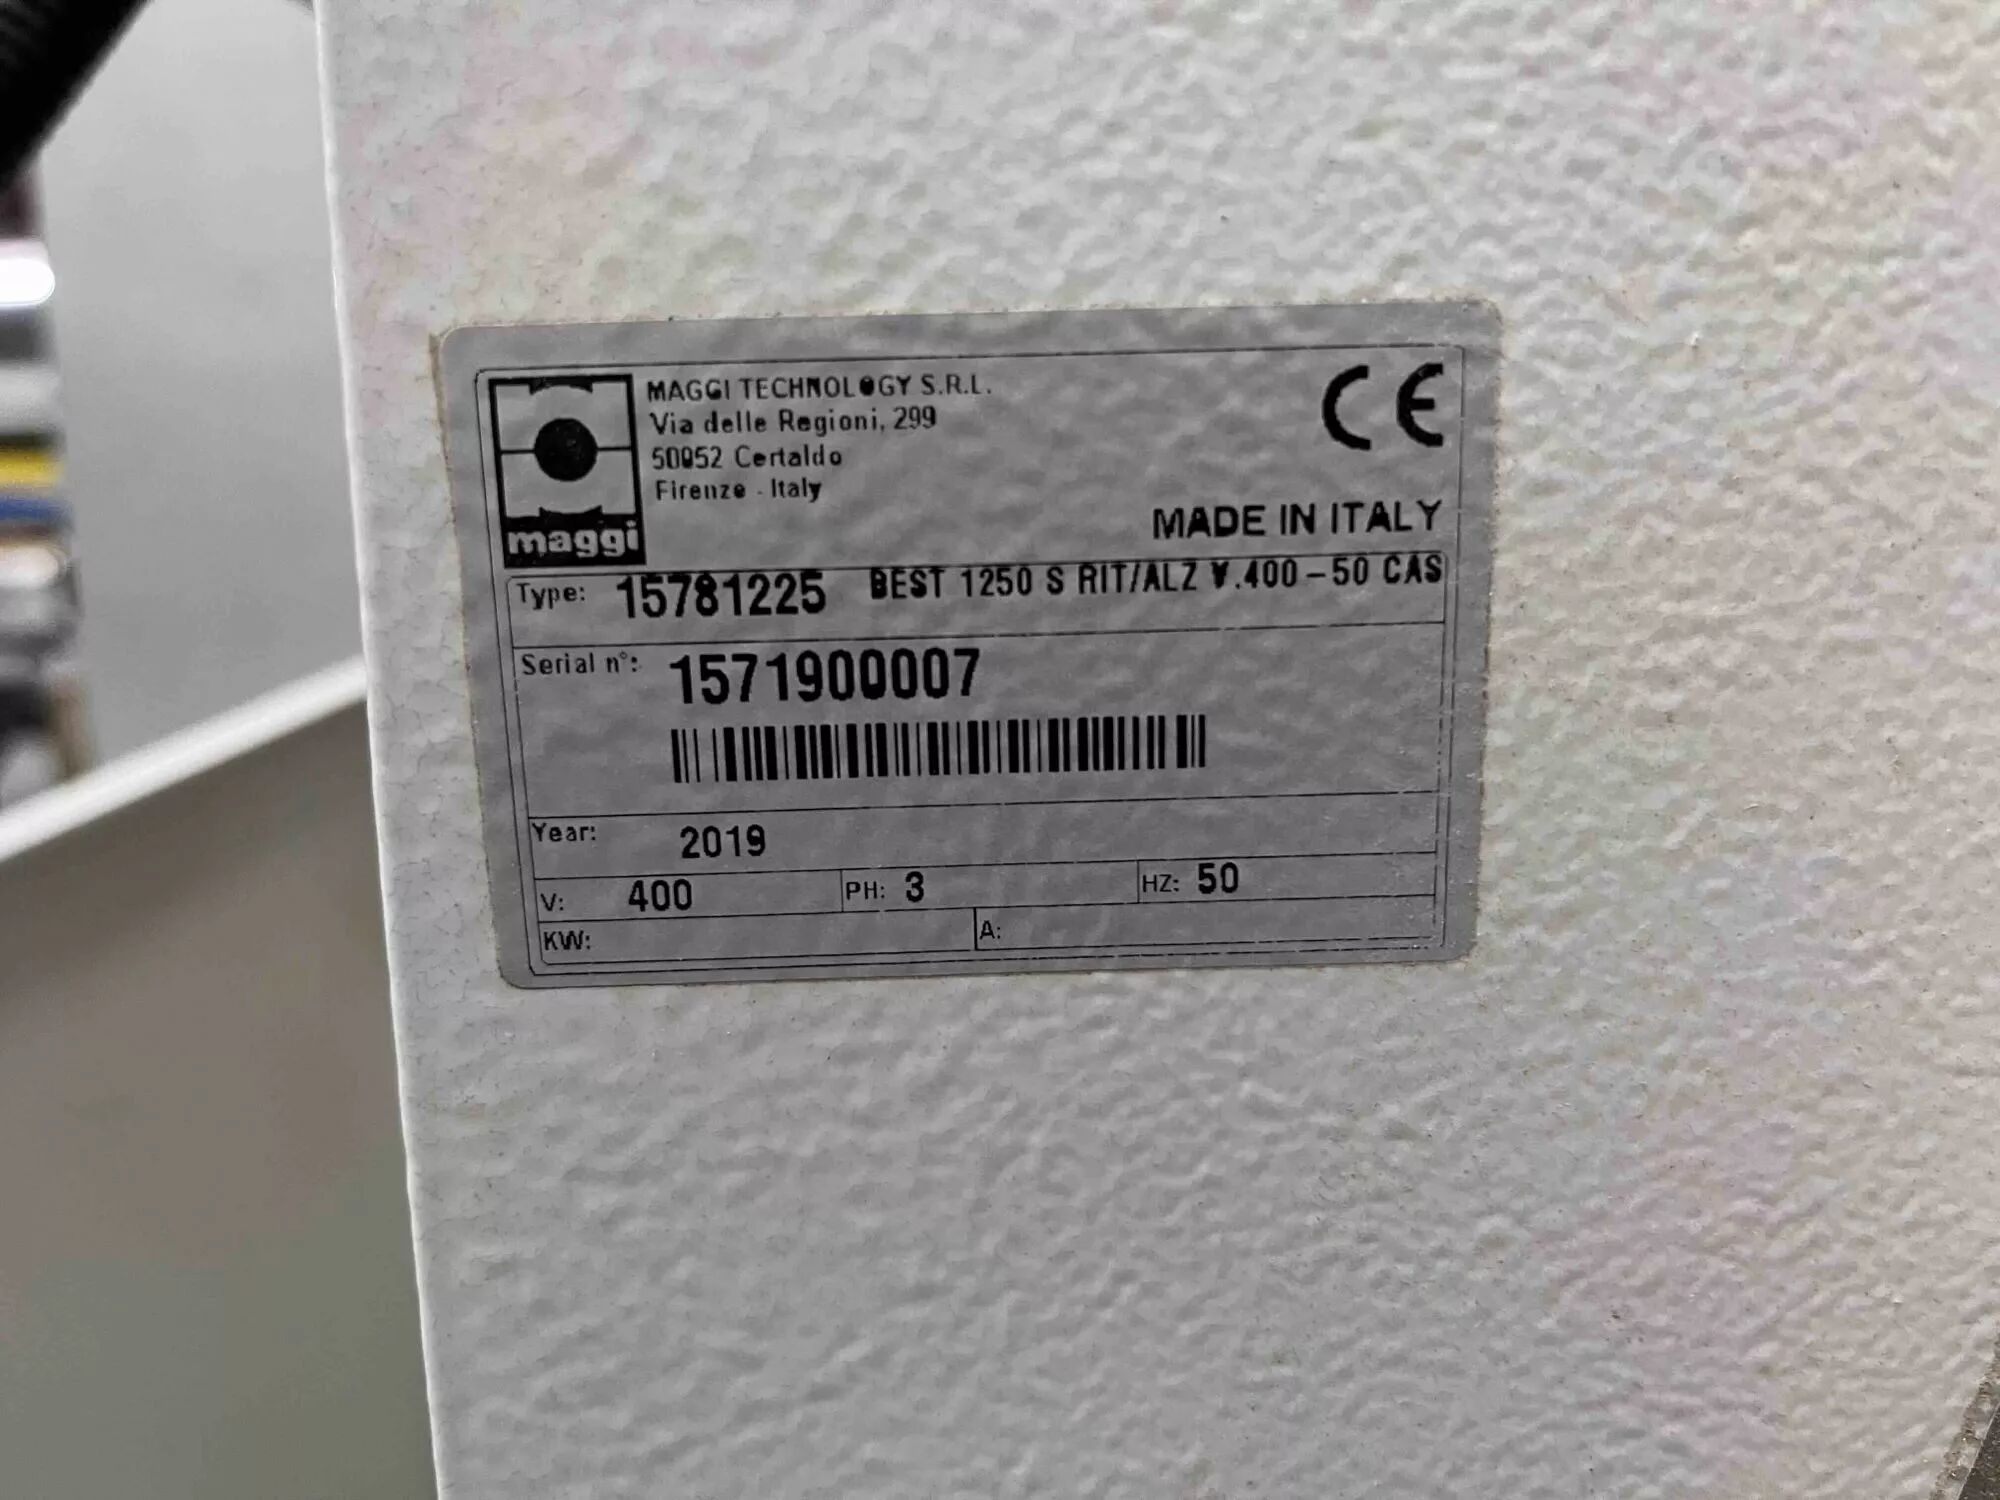 MAGGI TECHNOLOGY S.R.L.
Via delle Regioni, 299
50052 Certaldo
Firenze - Italy
maggi
CE
MADE IN ITALY
Type: 15781225 BEST 1250 S RIT/ALZ V.400-50 CAS
Serial n°: 1571900007
Year: 2019
V: 400 PH: 3 HZ: 50
KW: A: